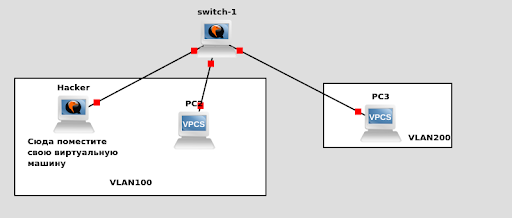 switch-1
Hacker
PC2
PC3
VPCS
VPCS
Сюда поместите
свою виртуальную
машину
VLAN200
VLAN100